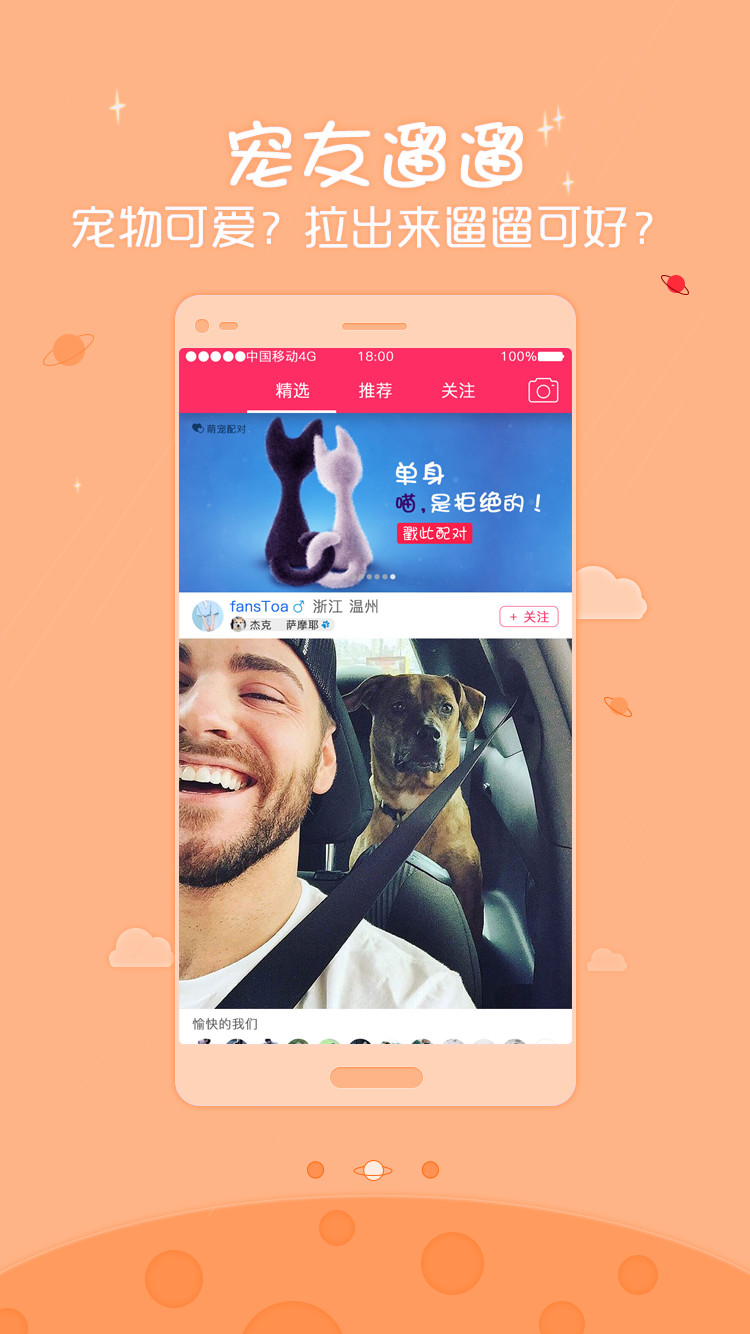 宠友遛遛
宠物可爱？拉出来遛遛可好？
中国移动4G 18:00 100%
精选 推荐 关注
萌宠配对
单身
喵，是拒绝的！
戳此配对
fansToa♂ 浙江 温州
杰克 萨摩耶
+ 关注
愉快的我们